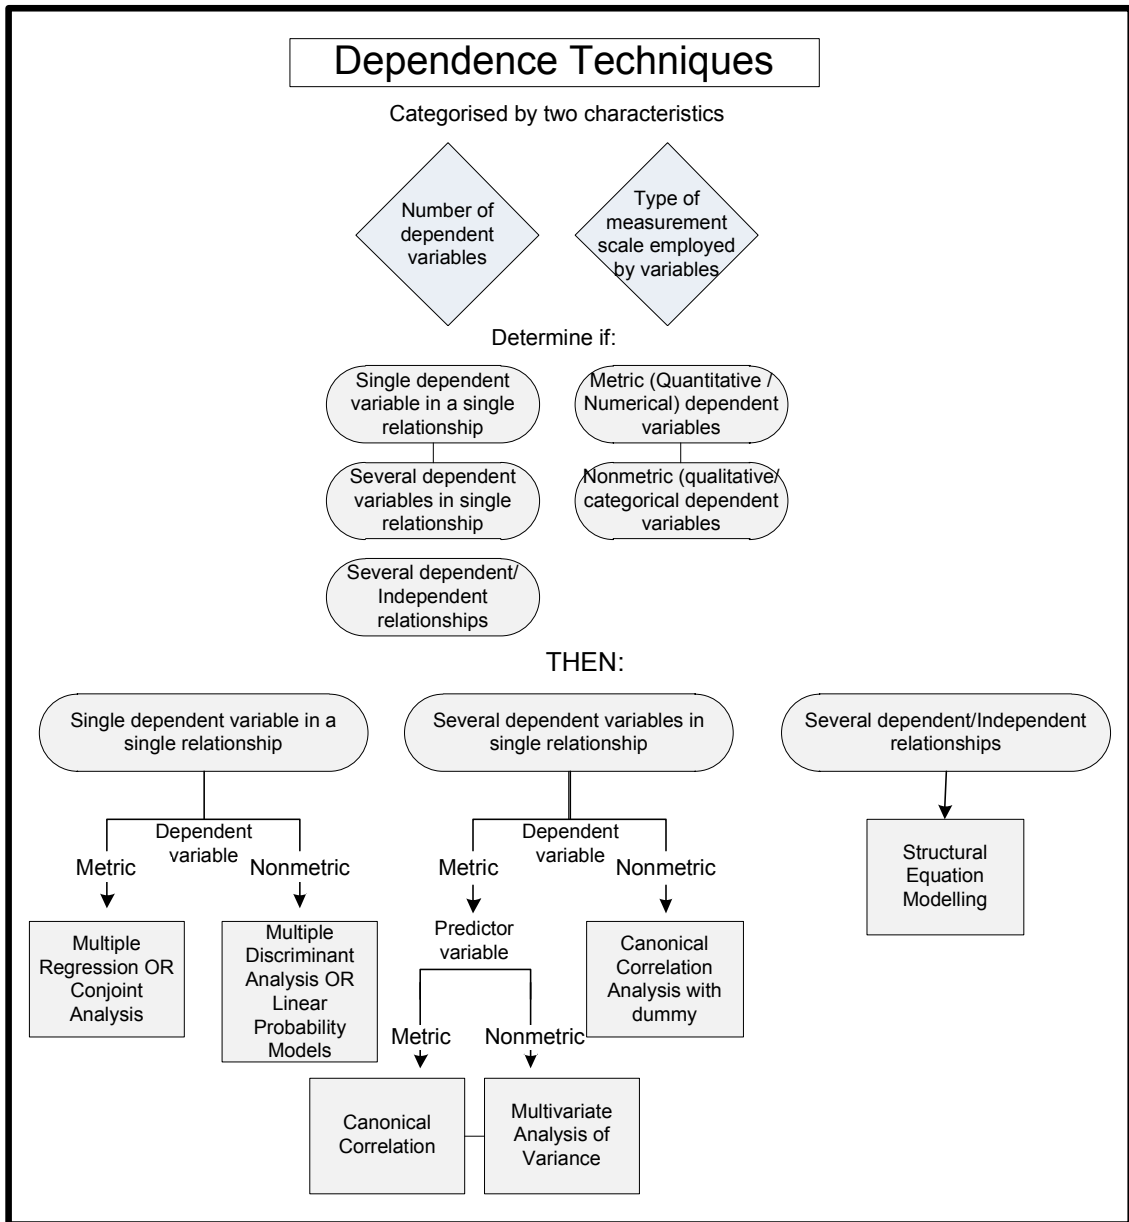 Dependence Techniques
Categorised by two characteristics
Number of
dependent
variables
Type of
measurement
scale employed
by variables
Determine if:
Single dependent
variable in a single
relationship
Metric (Quantitative /
Numerical) dependent
variables
Several dependent
variables in single
relationship
Nonmetric (qualitative/
categorical dependent
variables
Several dependent/
Independent
relationships
THEN:
Single dependent variable in a
single relationship
Several dependent variables in
single relationship
Several dependent/Independent
relationships
Dependent
variable
Metric
Nonmetric
Dependent
variable
Metric
Nonmetric
Structural
Equation
Modelling
Multiple
Regression OR
Conjoint
Analysis
Multiple
Discriminant
Analysis OR
Linear
Probability
Models
Predictor
variable
Canonical
Correlation
Analysis with
dummy
Metric
Nonmetric
Canonical
Correlation
Multivariate
Analysis of
Variance